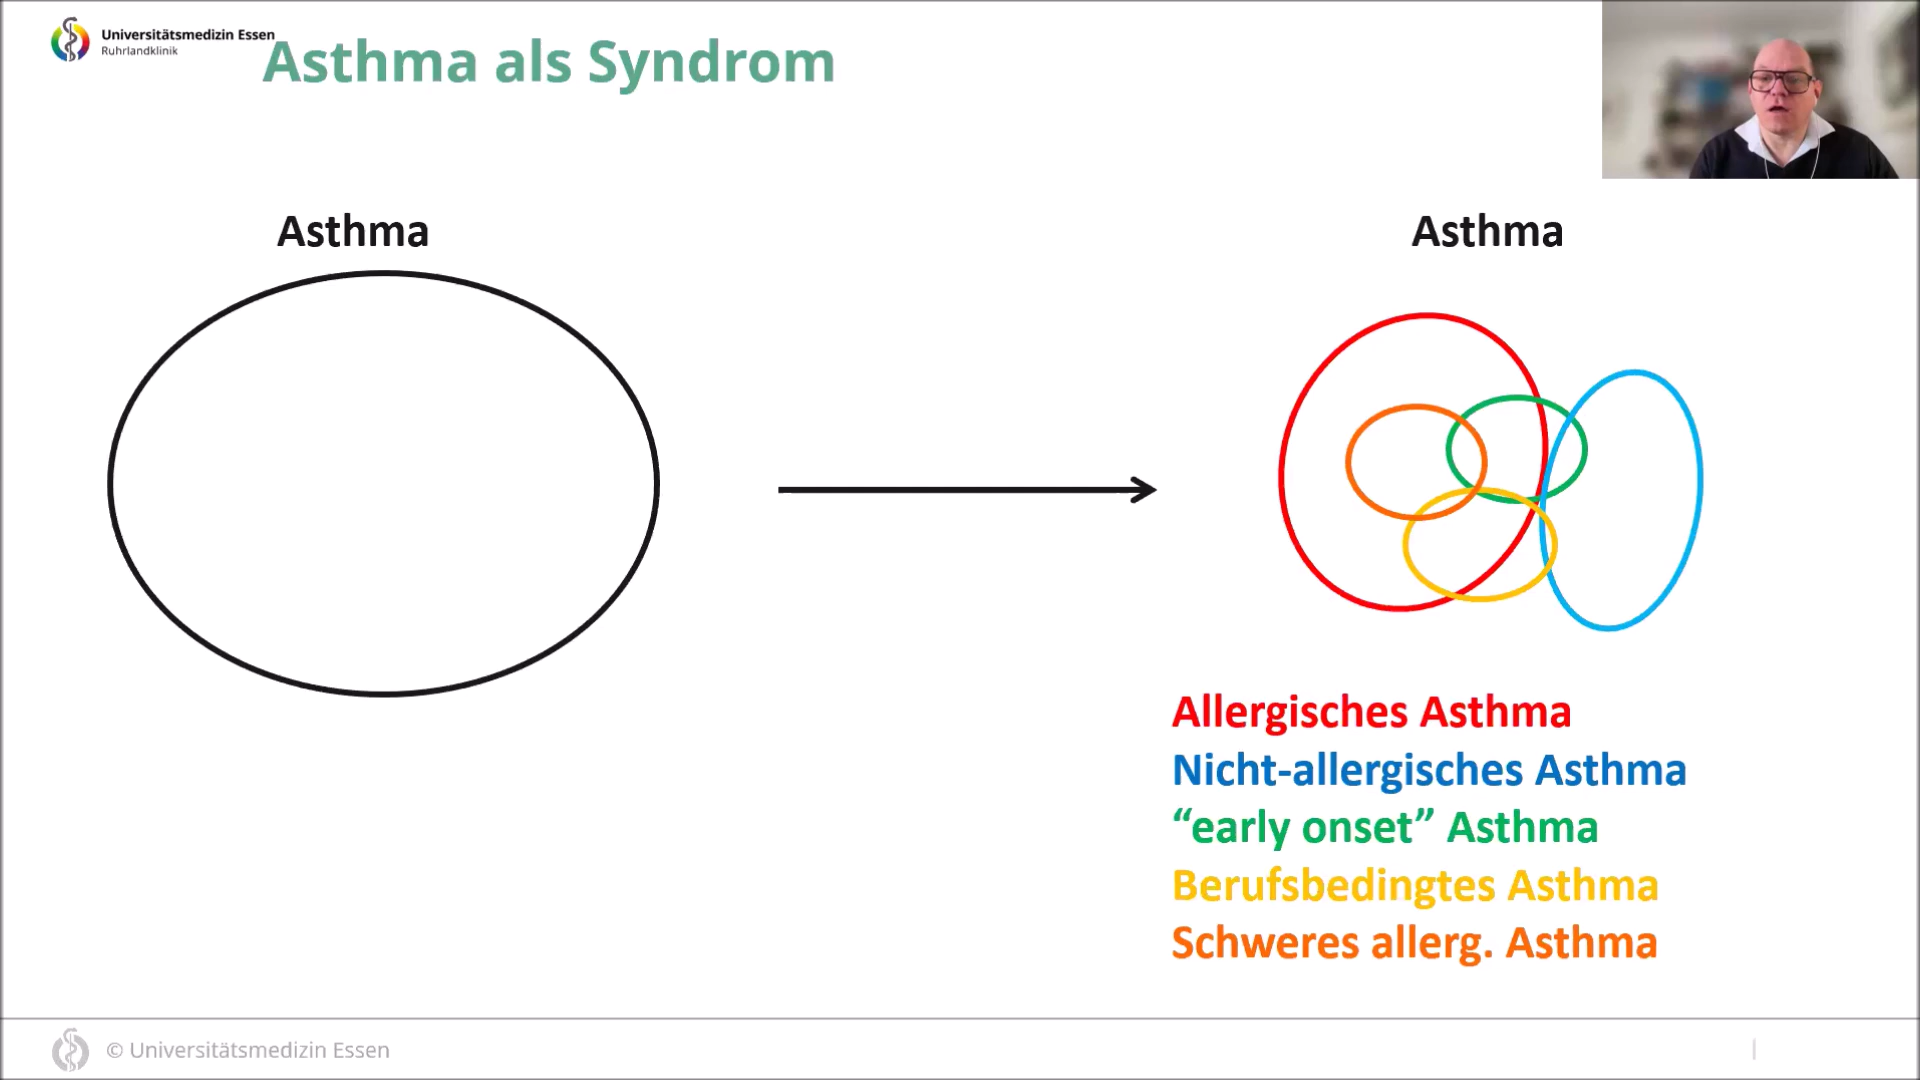 Universitätsmedizin Essen
Ruhrlandklinik
Asthma als Syndrom
Asthma
Asthma
Allergisches Asthma
Nicht-allergisches Asthma
“early onset” Asthma
Berufsbedingtes Asthma
Schweres allerg. Asthma
© Universitätsmedizin Essen